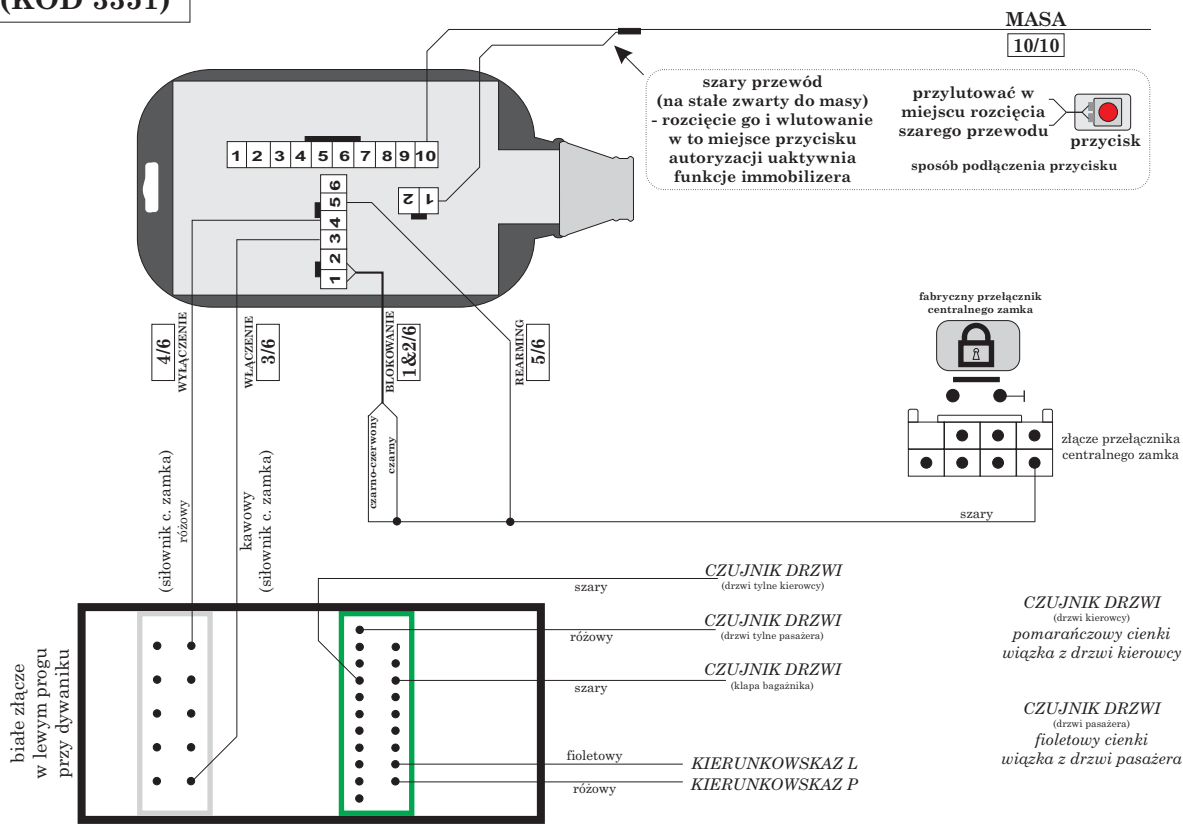 (KOD 3351)
MASA
10/10
szary przewód
(na stałe zwarty do masy)
- rozcięcie go i wlutowanie
w to miejsce przycisku
autoryzacji uaktywnia
funkcje immobilizera
przylutować w
miejscu rozcięcia
szarego przewodu
przycisk
sposób podłączenia przycisku
1 2 3 4 5 6 7 8 9 10
1 2 3 4 5 6
2 1
4/6
WYŁĄCZENIE
WŁĄCZENIE
3/6
BLOKOWANIE
1&2/6
REARMING
5/6
fabryczny przełącznik
centralnego zamka
złącze przełącznika
centralnego zamka
czarno-czerwony
czarny
szary
(siłownik c. zamka)
różowy
kawowy
(siłownik c. zamka)
białe złącze
w lewym progu
przy dywaniku
szary
CZUJNIK DRZWI
(drzwi tylne kierowcy)
różowy
CZUJNIK DRZWI
(drzwi tylne pasażera)
szary
CZUJNIK DRZWI
(kłapa bagażnika)
fioletowy
KIERUNKOWSKAZ L
różowy
KIERUNKOWSKAZ P
CZUJNIK DRZWI
(drzwi kierowcy)
pomarańczowy cienki
wiązka z drzwi kierowcy
CZUJNIK DRZWI
(drzwi pasażera)
fioletowy cienki
wiązka z drzwi pasażera